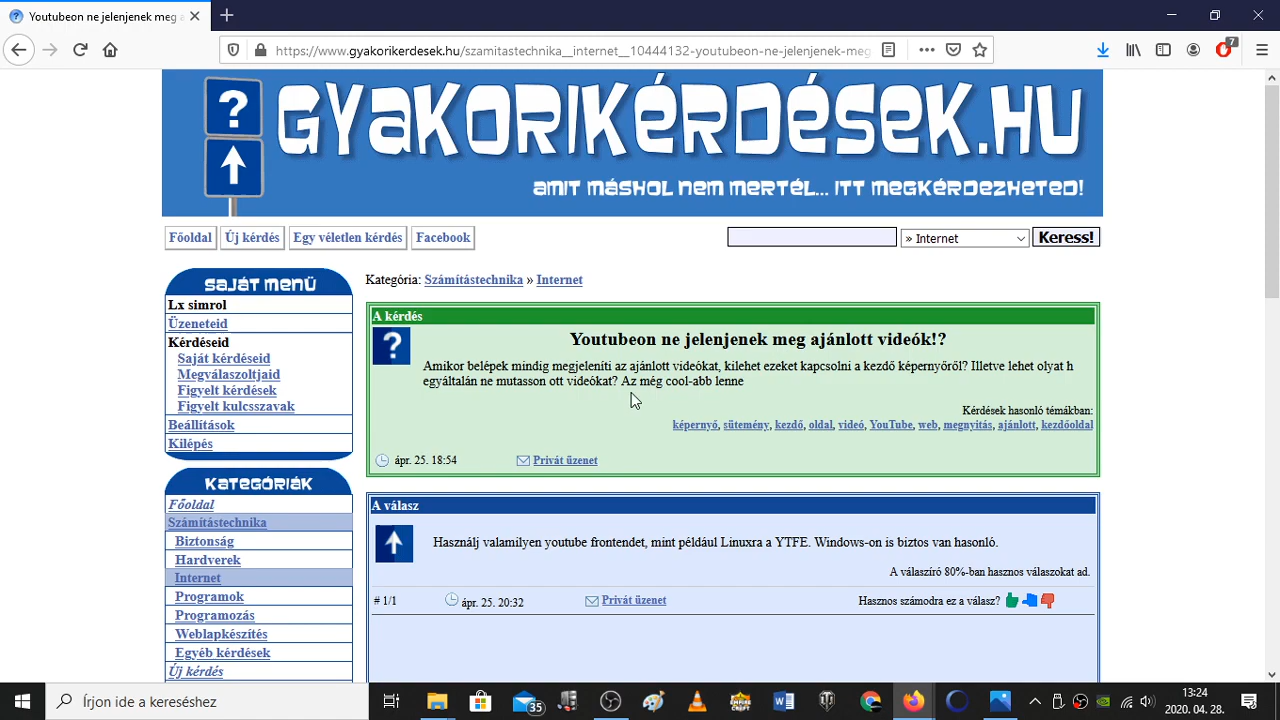 Youtubeon ne jelenjenek meg a
https://www.gyakorikerdesek.hu/szamitastechnika__internet__10444132-youtubeon-ne-jelenjenek-meg
7
GYAKORIKÉRDÉSEK.HU
AMIT MÁSHOL NEM MERTÉL... ITT MEGKÉRDEZHETED!
Főoldal Új kérdés Egy véletlen kérdés Facebook
» Internet Keress!
SAJÁT MENÜ
Lx simrol
Üzeneteid
Kérdéseid
Saját kérdéseid
Megválaszoltjaid
Figyelt kérdések
Figyelt kulcsszavak
Beállítások
Kilépés
KATEGÓRIÁK
Főoldal
Számítástechnika
Biztonság
Hardverek
Internet
Programok
Programozás
Weblapkészítés
Egyéb kérdések
Új kérdés
Kategória: Számítástechnika » Internet
A kérdés
Youtubeon ne jelenjenek meg ajánlott videók!?
Amikor belépek mindig megjeleníti az ajánlott videókat, kilehet ezeket kapcsolni a kezdő képernyőről? Illetve lehet olyat h
egyáltalán ne mutasson ott videókat? Az még cool-abb lenne
Kérdések hasonló témákban:
képernyő, sütemény, kezdő, oldal, videó, YouTube, web, megnyitás, ajánlott, kezdőoldal
ápr. 25. 18:54 Privát üzenet
A válasz
Használj valamilyen youtube frontendet, mint például Linuxra a YTFE. Windows-on is biztos van hasonló.
A válaszíró 80%-ban hasznos válaszokat ad.
# 1/1 ápr. 25. 20:32 Privát üzenet Hasznos számodra ez a válasz?
Írjon ide a kereséshez
35
EMPIRE CRAFT
13:24
2020. 04. 28.